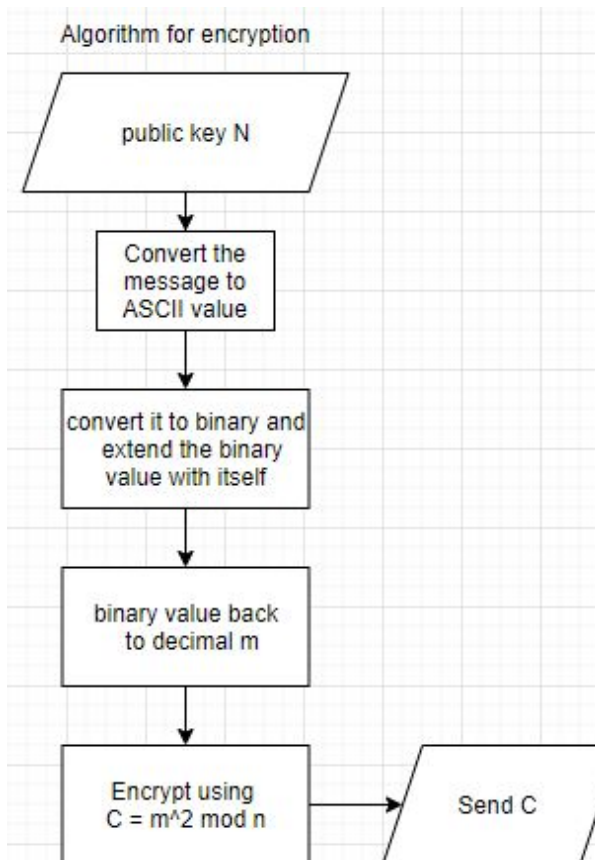 Algorithm for encryption
public key N
Convert the
message to
ASCII value
convert it to binary and
extend the binary
value with itself
binary value back
to decimal m
Encrypt using
C = m^2 mod n
Send C